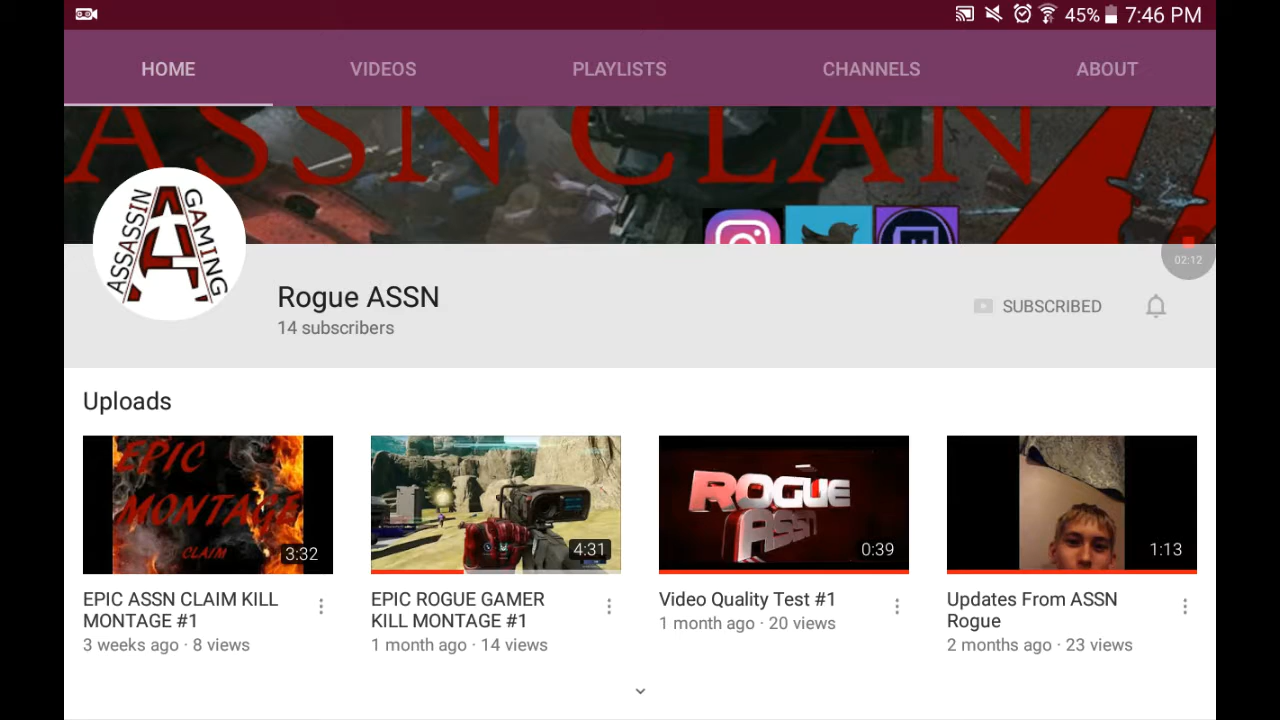 45% 7:46 PM
HOME VIDEOS PLAYLISTS CHANNELS ABOUT
ASSN CLAN
ASSASSIN A GAMING
02:12
Rogue ASSN
14 subscribers
SUBSCRIBED
Uploads
EPIC
MONTAGE
CLAIM
3:32
4:31
ROGUE
ASSN
0:39
1:13
EPIC ASSN CLAIM KILL
MONTAGE #1
3 weeks ago · 8 views
EPIC ROGUE GAMER
KILL MONTAGE #1
1 month ago · 14 views
Video Quality Test #1
1 month ago · 20 views
Updates From ASSN
Rogue
2 months ago · 23 views